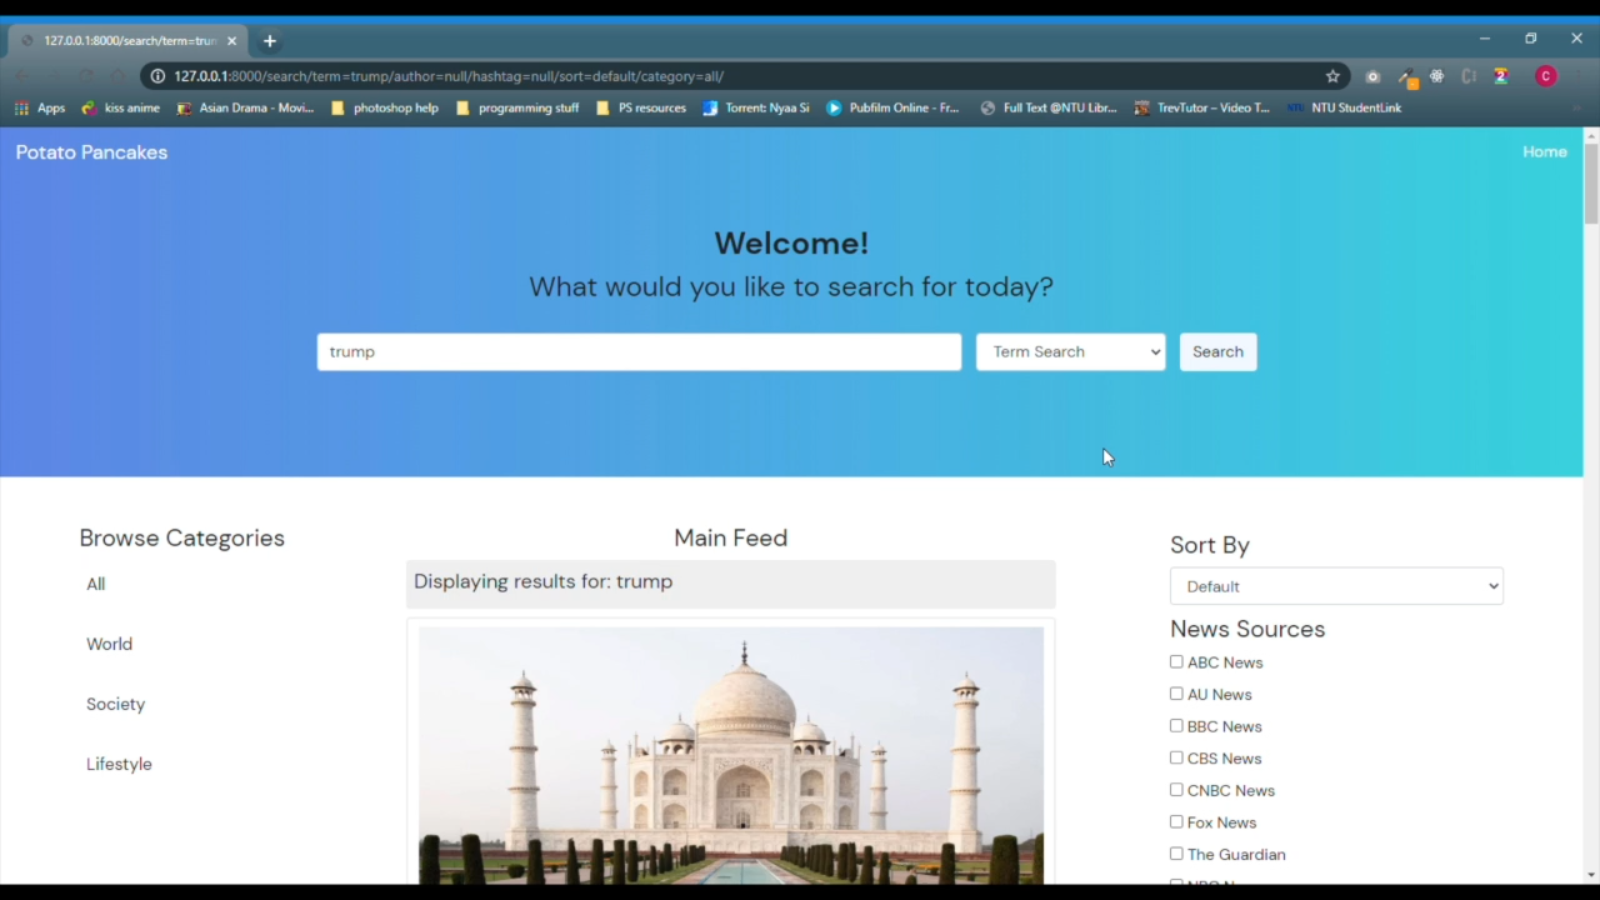 127.0.0.1:8000/search/term=trum
127.0.0.1:8000/search/term=trump/author=null/hashtag=null/sort=default/category=all/
C
Apps kiss anime Asian Drama - Movi... photoshop help programming stuff PS resources Torrent: Nyaa Si Pubfilm Online - Fr... Full Text @NTU Libr... TrevTutor – Video T... NTU NTU StudentLink
Potato Pancakes Home
Welcome!
What would you like to search for today?
trump Term Search Search
Browse Categories
All
World
Society
Lifestyle
Main Feed
Displaying results for: trump
Sort By
Default
News Sources
ABC News
AU News
BBC News
CBS News
CNBC News
Fox News
The Guardian